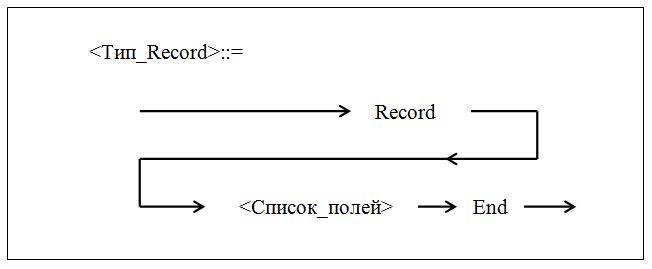 <Тип_Record>::=
Record
<Список_полей> End